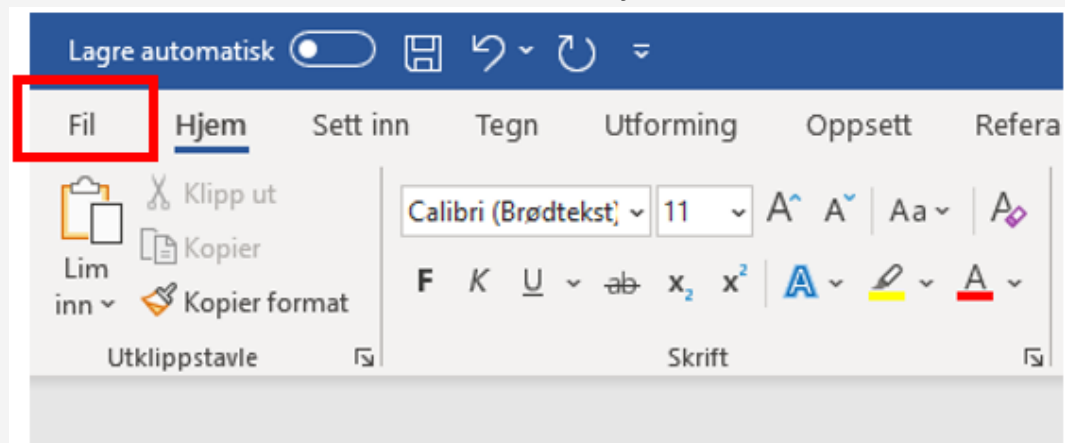 Lagre automatisk
Fil Hjem Sett inn Tegn Utforming Oppsett Refera
Klipp ut
Kopier
Lim inn
Kopier format
Calibri (Brødtekst) 11 A A Aa A
F K U ab x₂ x² A A
Utklippstavle Skrift